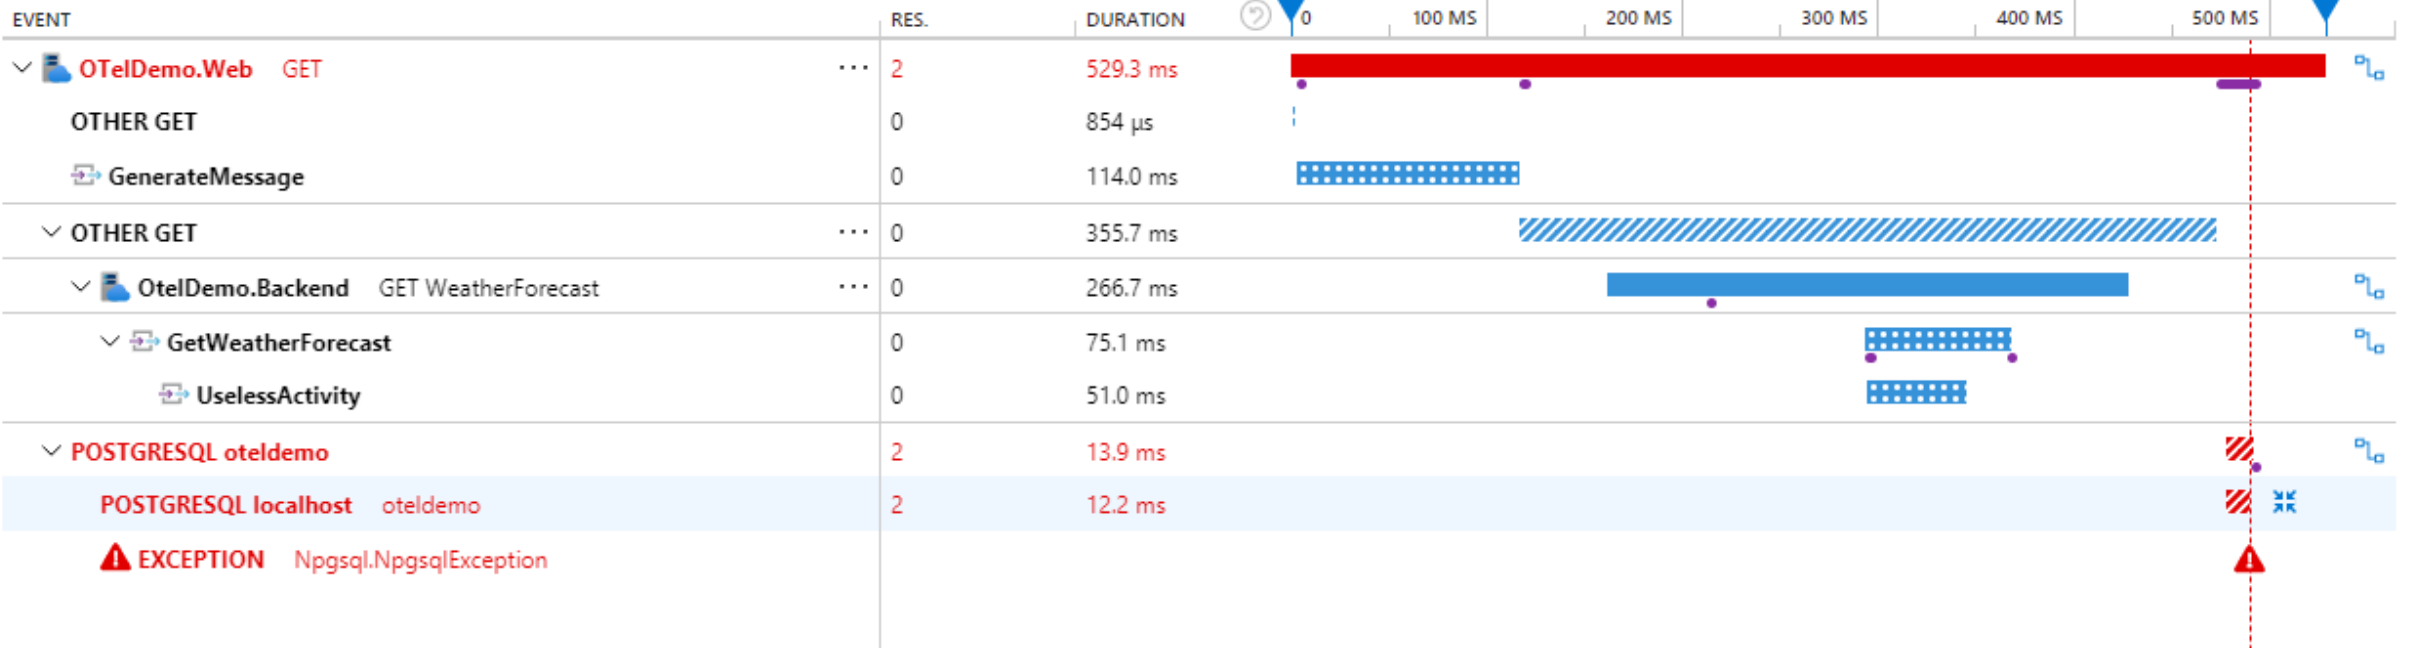 EVENT RES. DURATION 0 100 MS 200 MS 300 MS 400 MS 500 MS
OTelDemo.Web GET ... 2 529.3 ms
OTHER GET 0 854 µs
GenerateMessage 0 114.0 ms
OTHER GET ... 0 355.7 ms
OtelDemo.Backend GET WeatherForecast ... 0 266.7 ms
GetWeatherForecast 0 75.1 ms
UselessActivity 0 51.0 ms
POSTGRESQL oteldemo 2 13.9 ms
POSTGRESQL localhost oteldemo 2 12.2 ms
EXCEPTION Npgsql.NpgsqlException